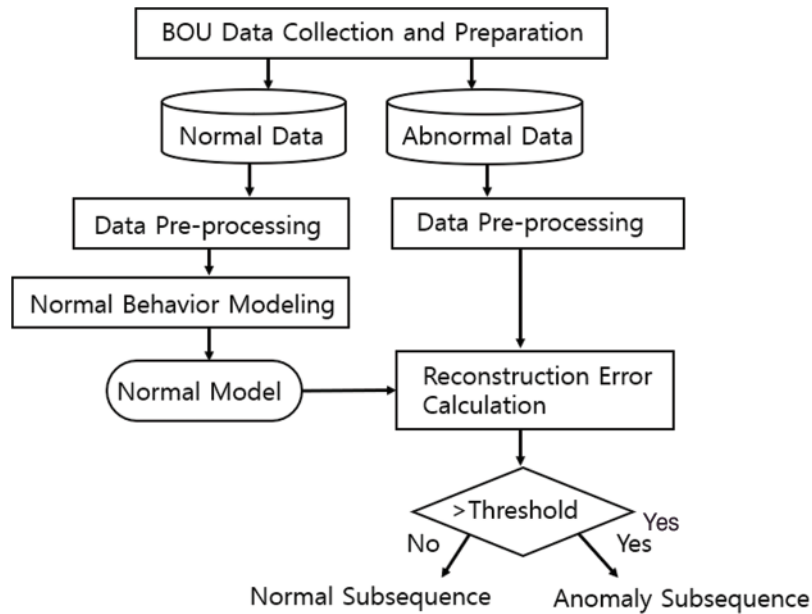 BOU Data Collection and Preparation
Normal Data
Abnormal Data
Data Pre-processing
Data Pre-processing
Normal Behavior Modeling
Normal Model
Reconstruction Error
Calculation
>Threshold
Yes
No
Yes
Normal Subsequence
Anomaly Subsequence